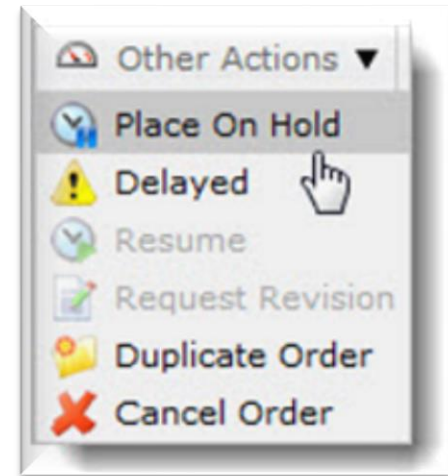 Other Actions ▼
Place On Hold
Delayed
Resume
Request Revision
Duplicate Order
Cancel Order